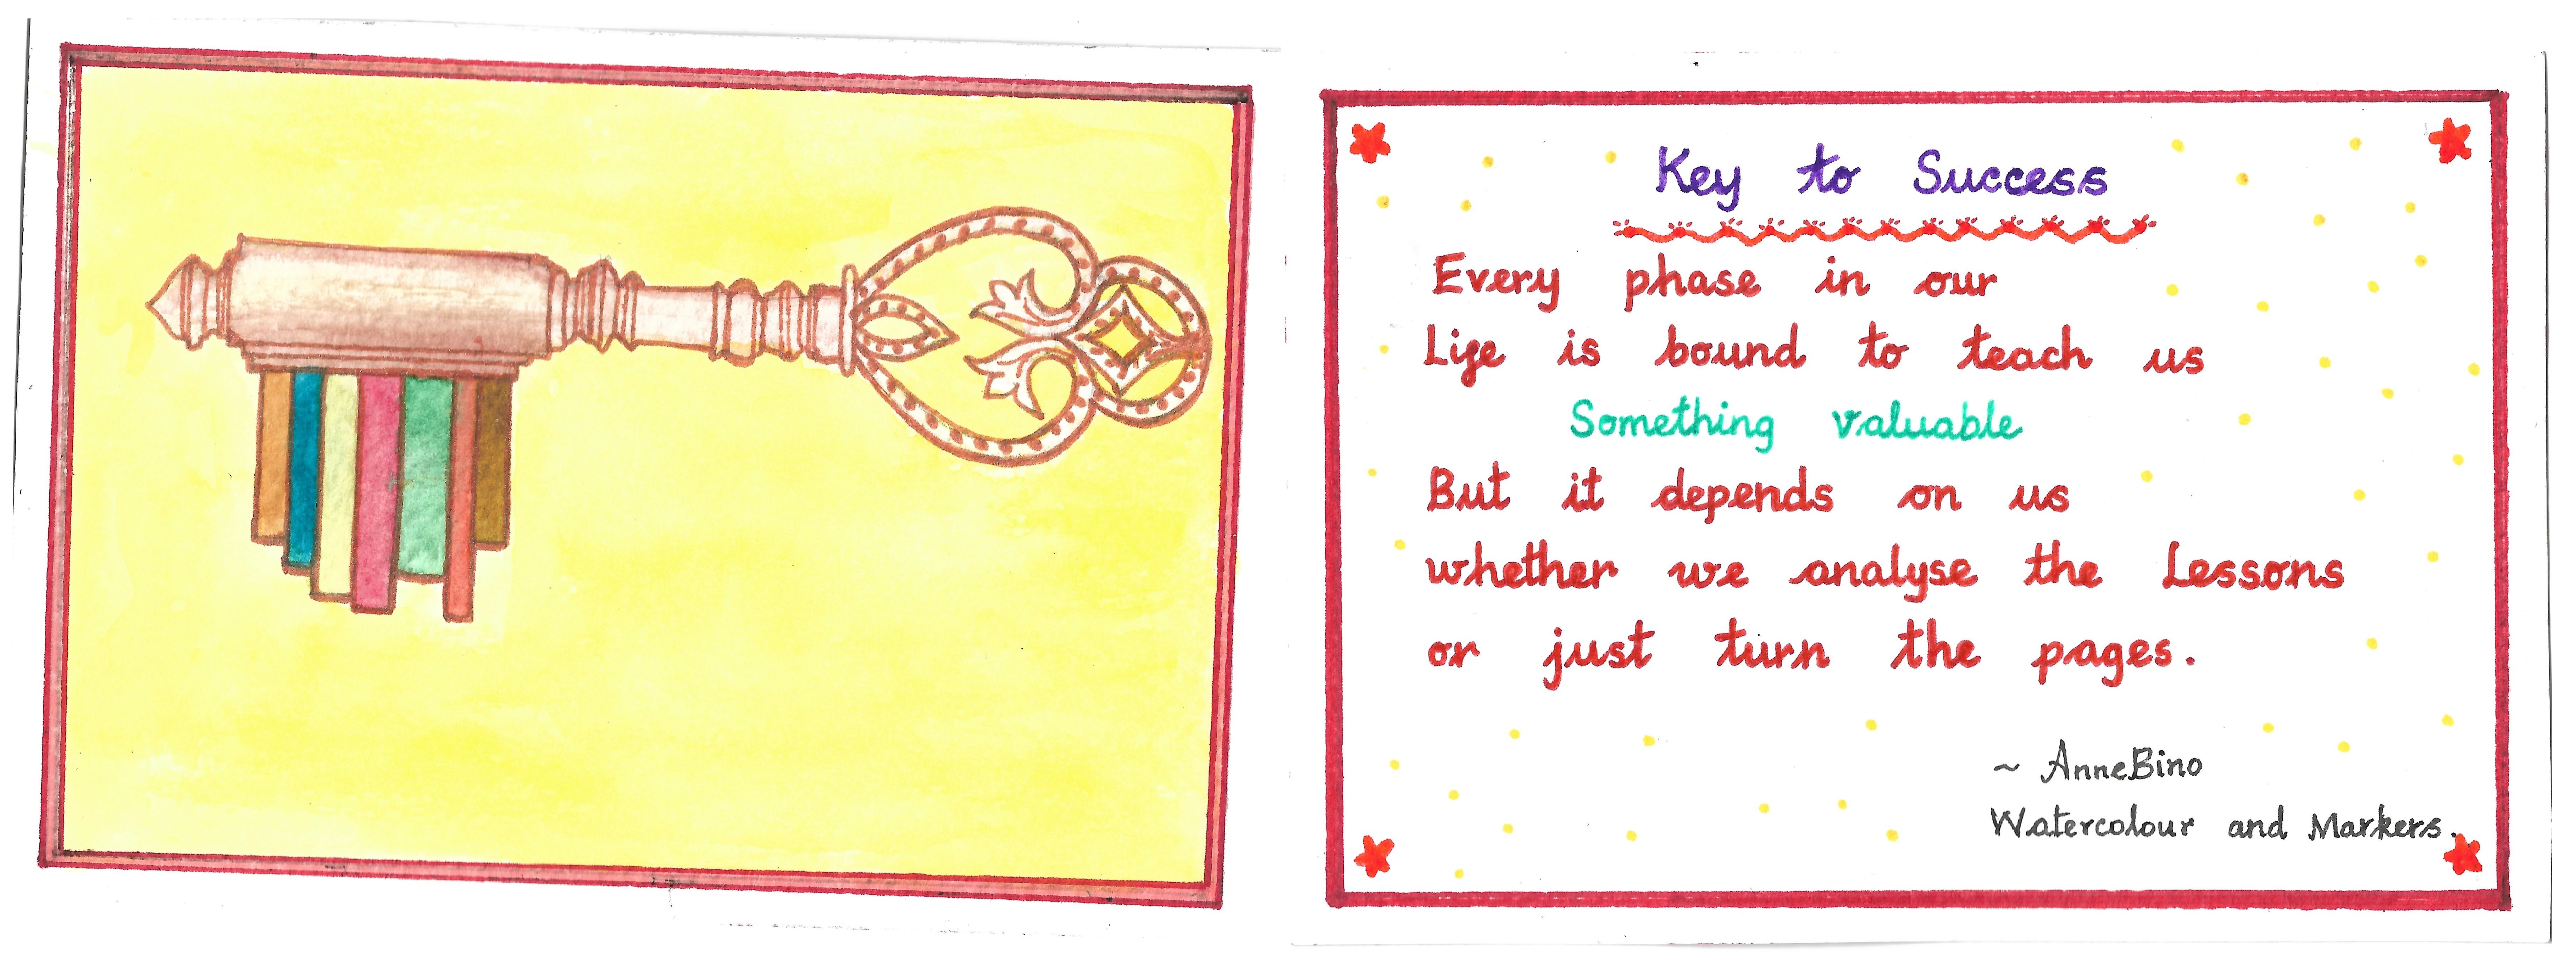 Key to Success
Every phase in our
Life is bound to teach us
Something valuable
But it depends on us
whether we analyse the Lessons
or just turn the pages.
~ AnneBino
Watercolour and Markers.